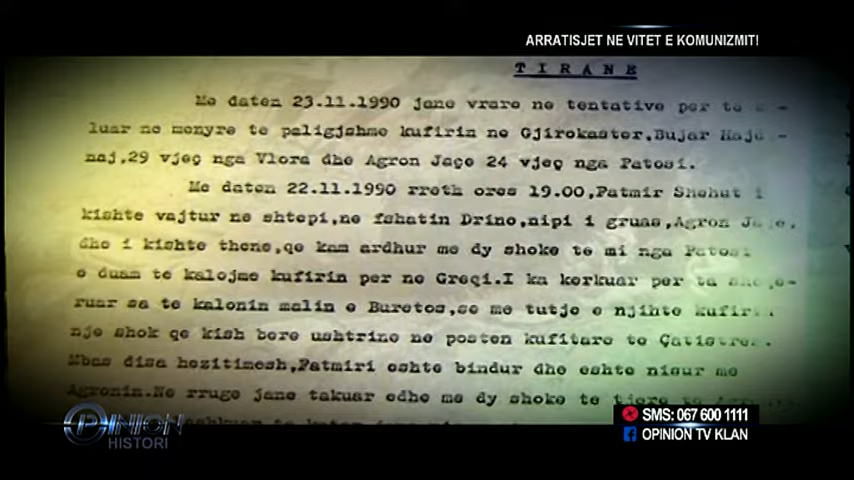 ARRATISJET NE VITET E KOMUNIZMIT!
TIRANE
Me daten 23.11.1990 jane vrare ne tentative per te
luar ne menyre te paligjshme kufirin ne Gjirokaster,Bujar
naj,29 vjeç nga Vlora dhe Agron Jaçe 24 vjeç nga Patosi.
Me daten 22.11.1990 rreth ores 19.00,Fatmir Shehut i
kishte vajtur ne shtepi,ne fshatin Drino,nipi i gruas,Agron
dhe i kishte thene,qe kam ardhur me dy shoke te mi nga Patosi
e duam te kalojme kufirin per ne Greqi.I ka kerkuar per ta
ruar sa te kalonin malin e Buretos,se me tutje e njihte kufirin
nje shok qe kish bere ushtrine ne posten kufitare te
Mbas disa hezitimesh,Fatmiri eshte bindur dhe eshte nisur me
Agronin.Ne rruge jane takuar edhe me dy shoke te tjere te
OPINION
HISTORI
SMS: 067 600 1111
OPINION TV KLAN